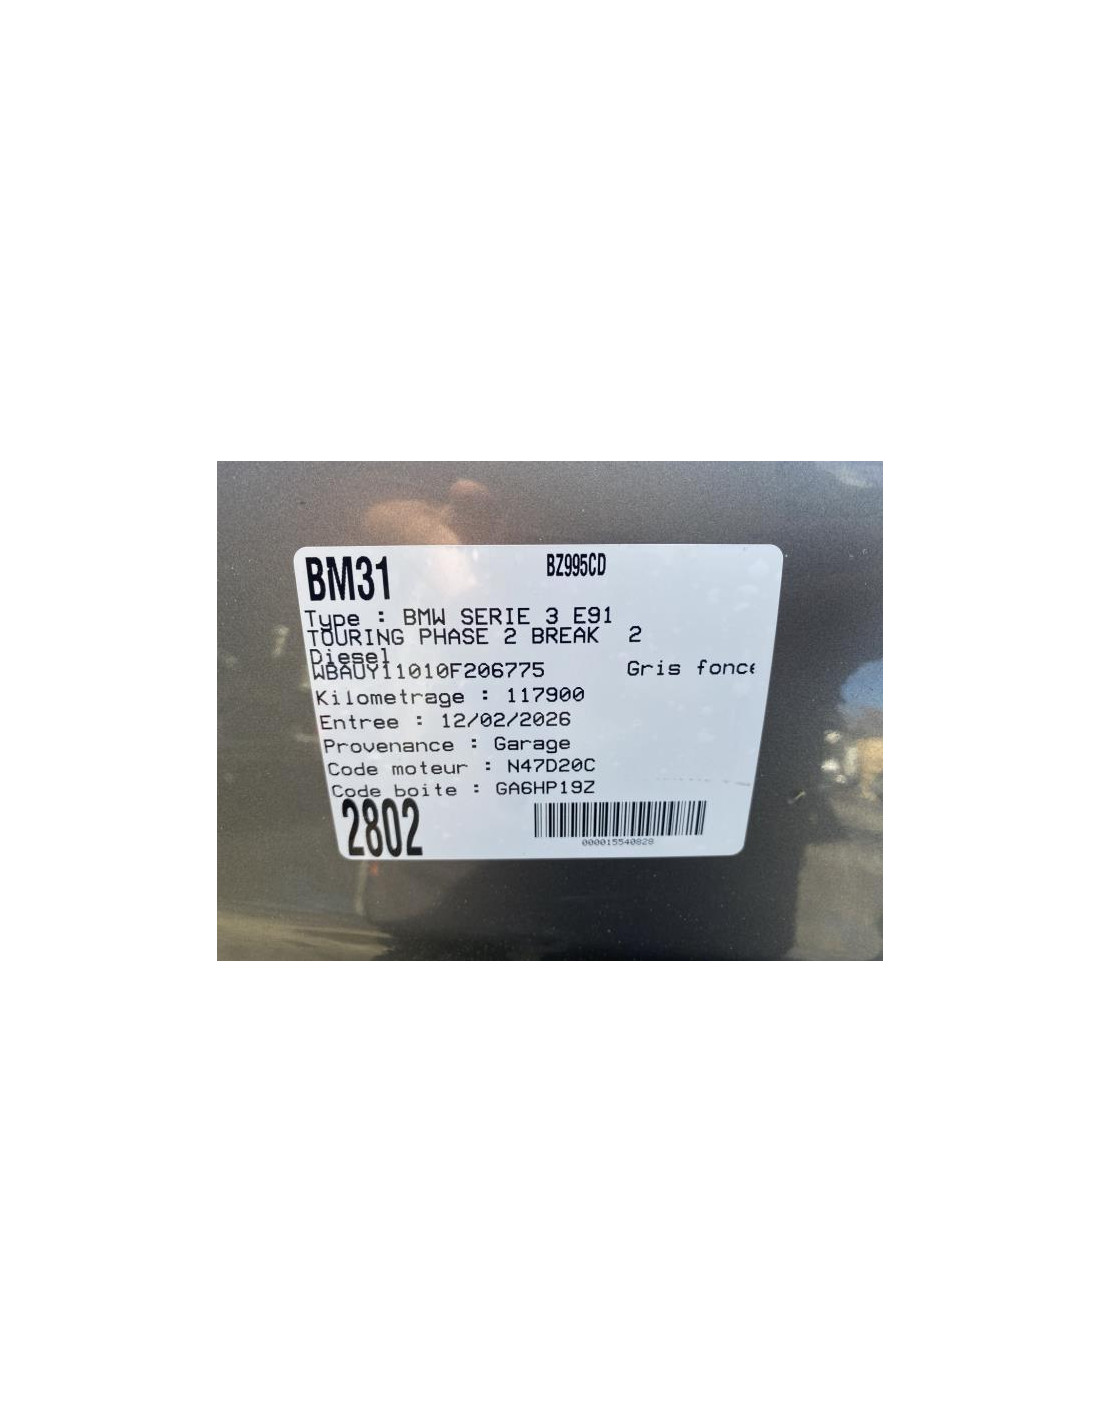 BM31 BZ995CD
Type : BMW SERIE 3 E91
TOURING PHASE 2 BREAK 2
Diesel
WBAUY11010F206775 Gris fonce
Kilometrage : 117900
Entree : 12/02/2026
Provenance : Garage
Code moteur : N47D20C
Code boite : GA6HP19Z
2802
000015540828